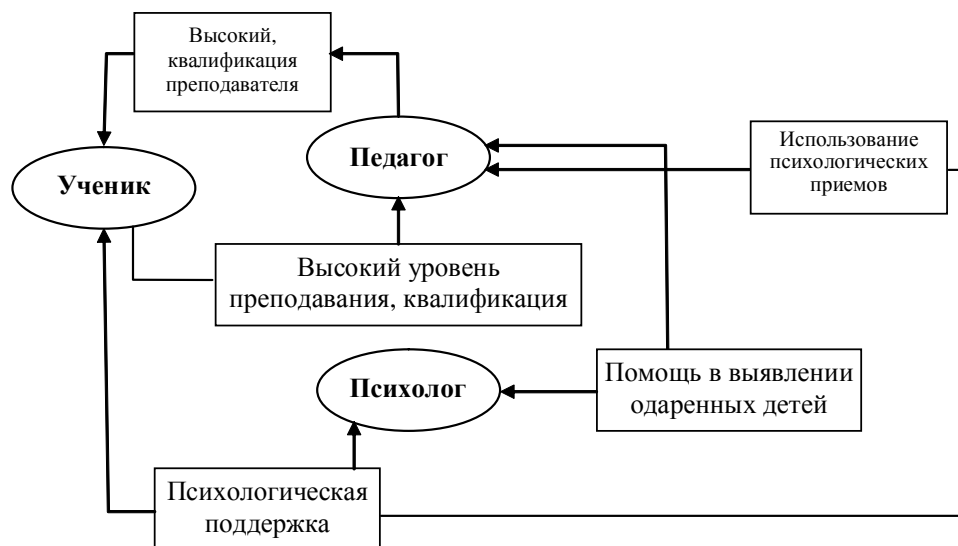 Высокий,
квалификация
преподавателя
Педагог
Использование
психологических
приемов
Ученик
Высокий уровень
преподавания, квалификация
Психолог
Помощь в выявлении
одаренных детей
Психологическая
поддержка